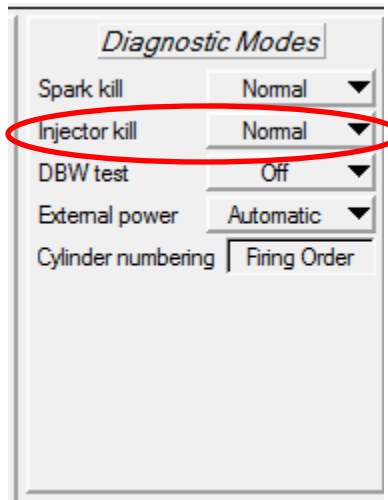 Diagnostic Modes
Spark kill Normal
Injector kill Normal
DBW test Off
External power Automatic
Cylinder numbering Firing Order